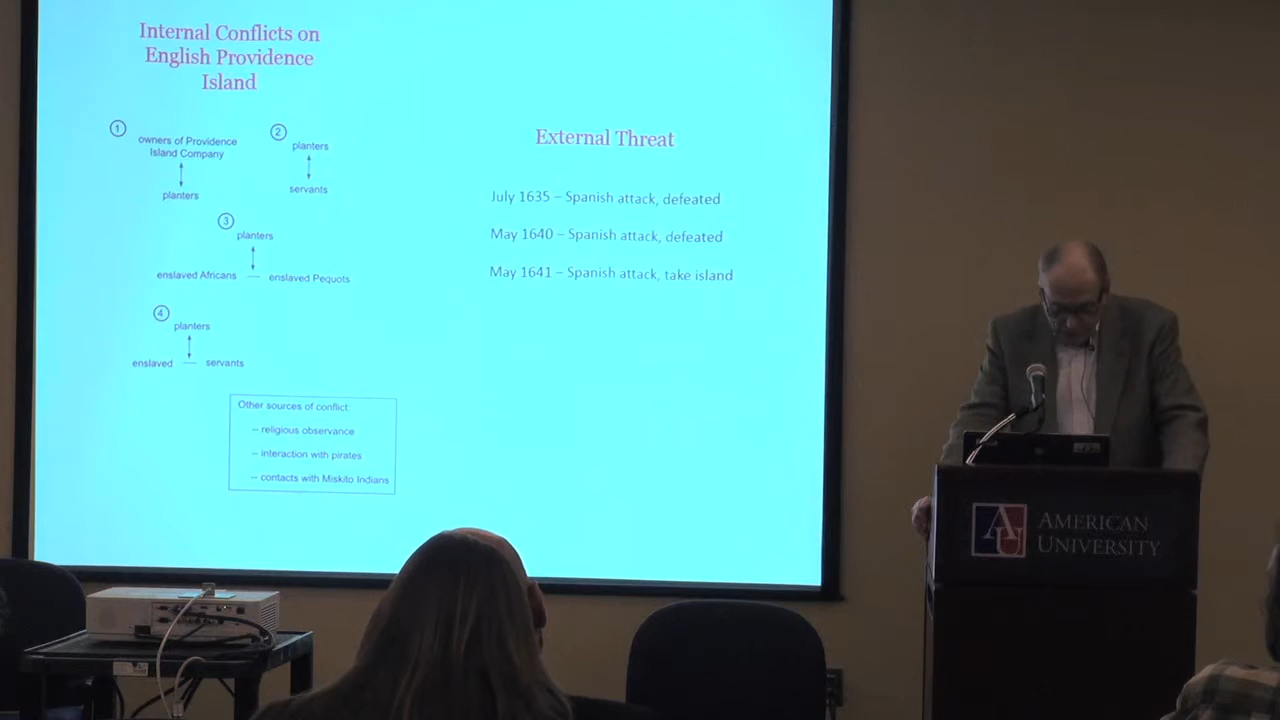 Internal Conflicts on
English Providence
Island
1
owners of Providence
Island Company
planters
2
planters
servants
3
planters
enslaved Africans — enslaved Pequots
4
planters
enslaved — servants
Other sources of conflict:
-- religious observance
-- interaction with pirates
-- contacts with Miskito Indians
External Threat
July 1635 – Spanish attack, defeated
May 1640 – Spanish attack, defeated
May 1641 – Spanish attack, take island
AU
AMERICAN
UNIVERSITY